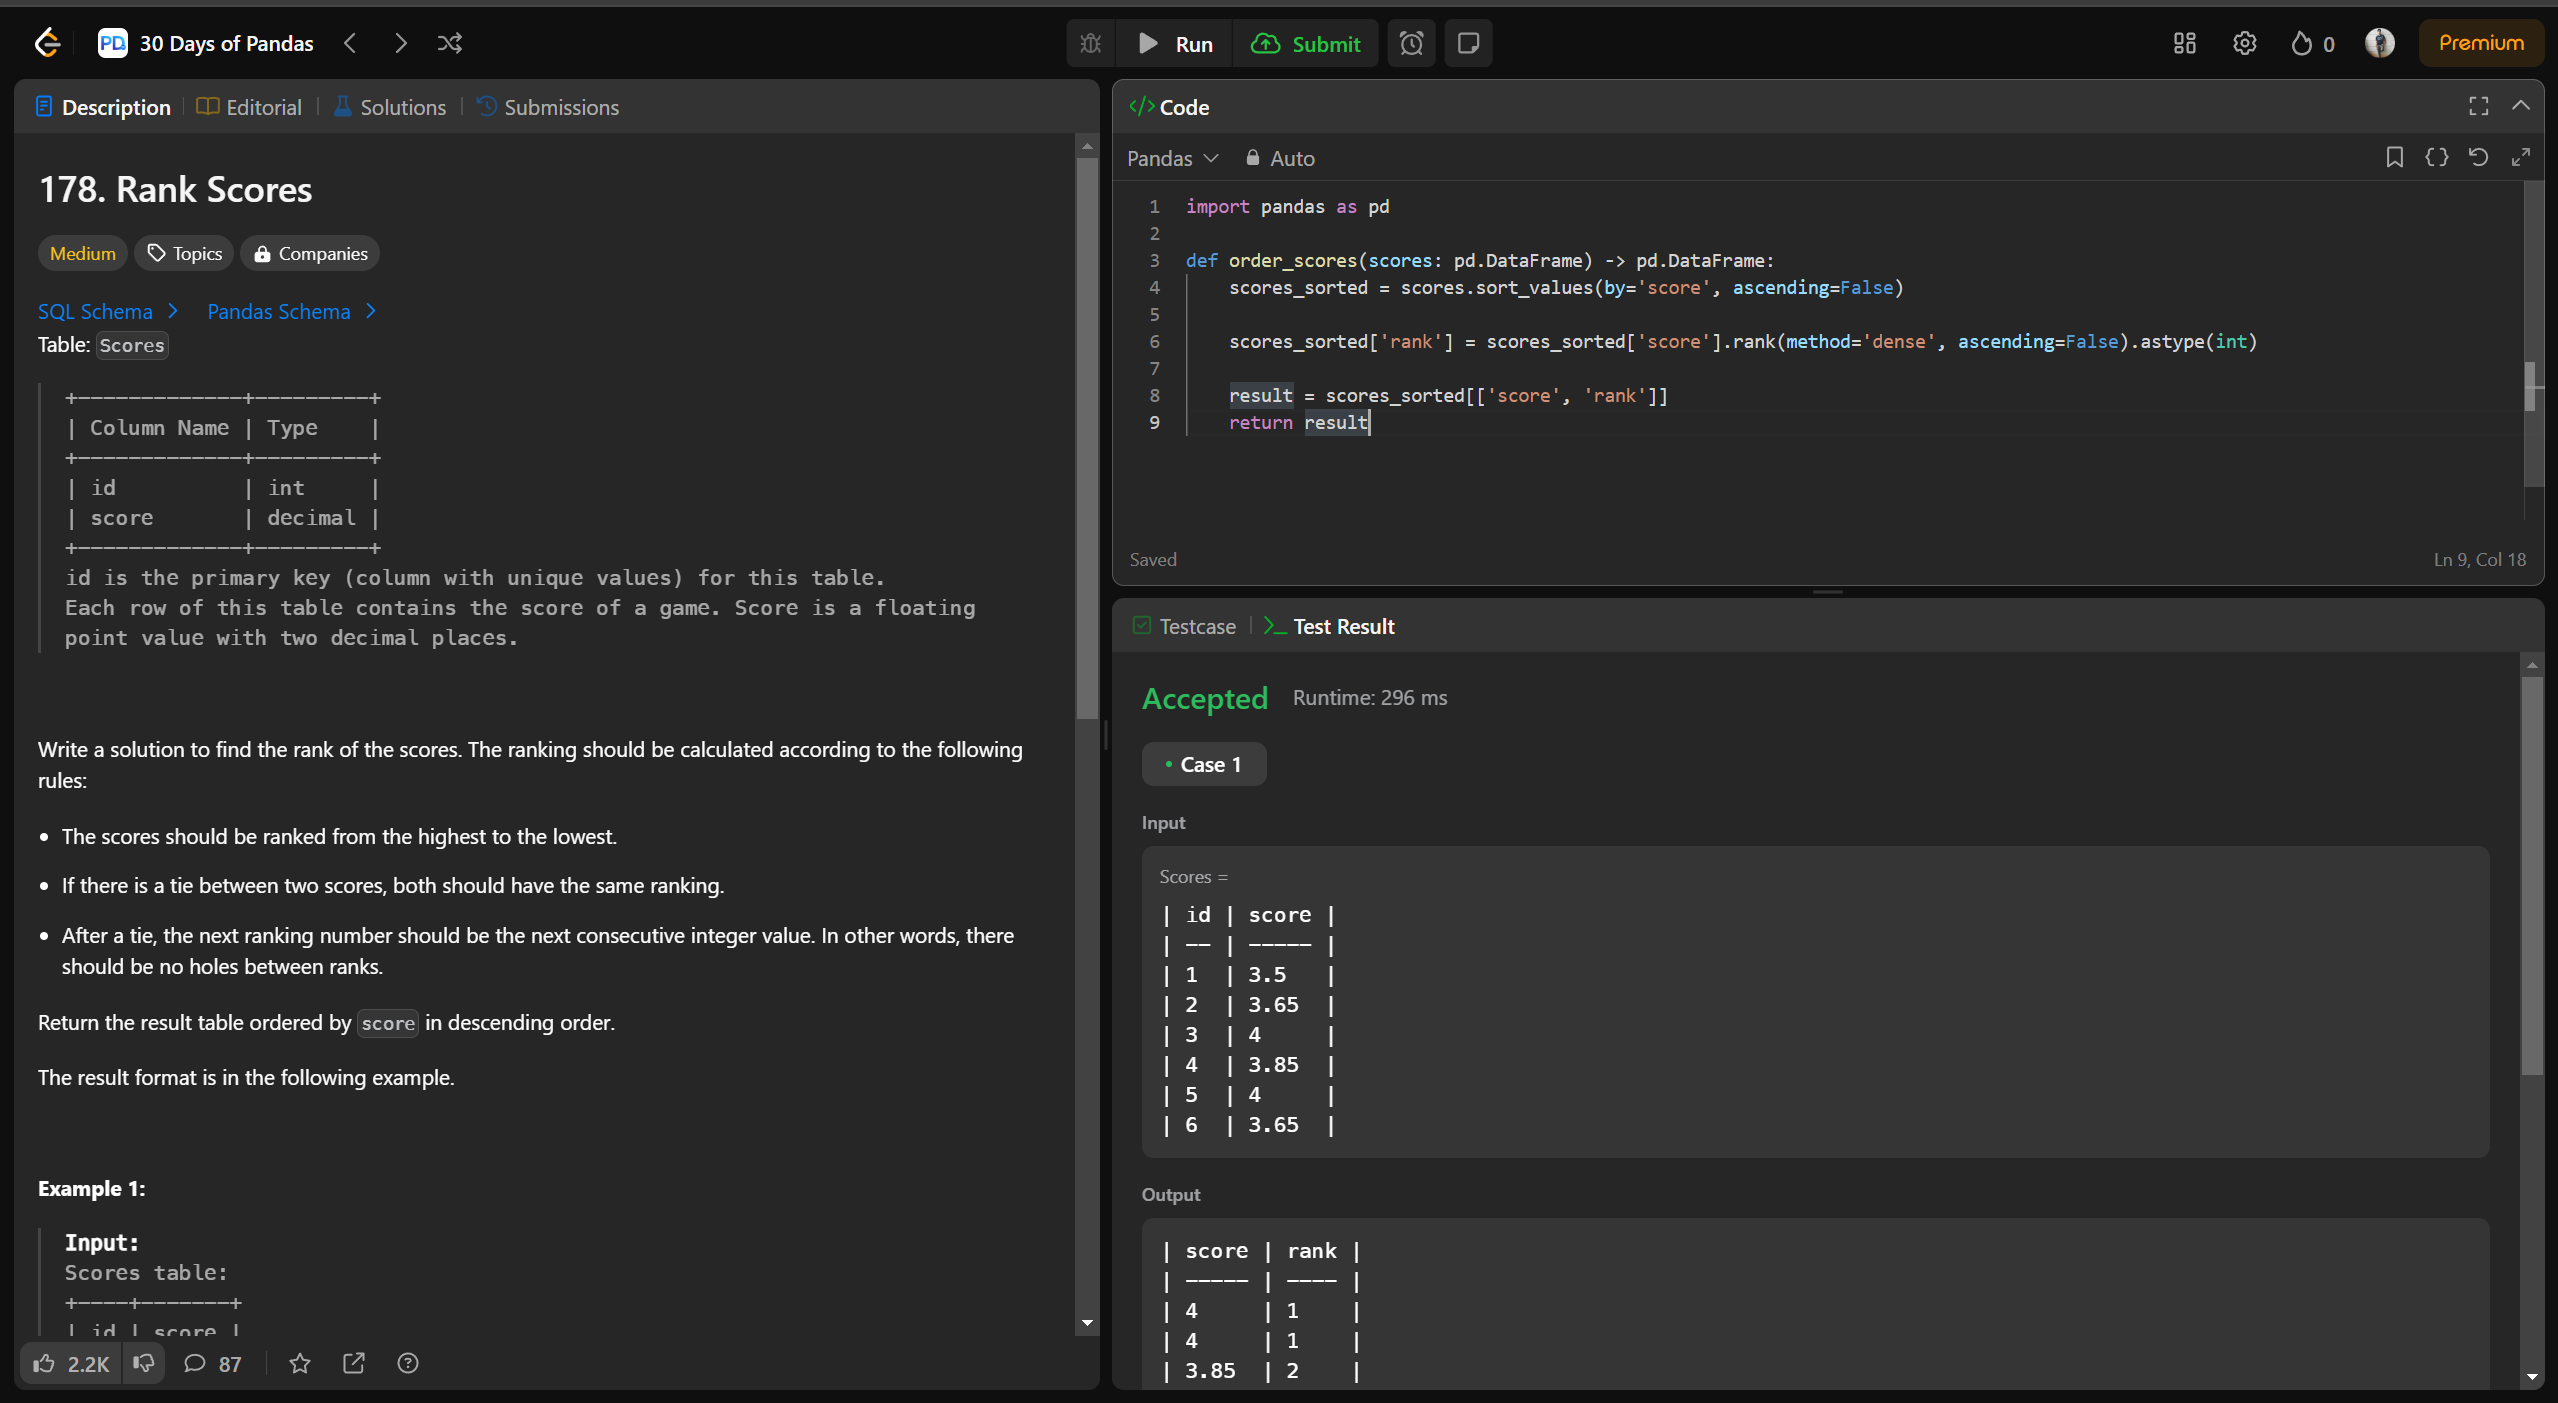 30 Days of Pandas
Run
Submit
0
Premium
Description
Editorial
Solutions
Submissions
178. Rank Scores
Medium
Topics
Companies
SQL Schema
Pandas Schema
Table: Scores
+-------------+---------+
| Column Name | Type    |
+-------------+---------+
| id          | int     |
| score       | decimal |
+-------------+---------+
id is the primary key (column with unique values) for this table.
Each row of this table contains the score of a game. Score is a floating
point value with two decimal places.
Write a solution to find the rank of the scores. The ranking should be calculated according to the following
rules:
• The scores should be ranked from the highest to the lowest.
• If there is a tie between two scores, both should have the same ranking.
• After a tie, the next ranking number should be the next consecutive integer value. In other words, there
should be no holes between ranks.
Return the result table ordered by score in descending order.
The result format is in the following example.
Example 1:
Input:
Scores table:
+----+-------+
| id | score |
2.2K
87
</> Code
Pandas
Auto
1 import pandas as pd
2
3 def order_scores(scores: pd.DataFrame) -> pd.DataFrame:
4     scores_sorted = scores.sort_values(by='score', ascending=False)
5
6     scores_sorted['rank'] = scores_sorted['score'].rank(method='dense', ascending=False).astype(int)
7
8     result = scores_sorted[['score', 'rank']]
9     return result
Saved
Ln 9, Col 18
Testcase
Test Result
Accepted
Runtime: 296 ms
• Case 1
Input
Scores =
| id | score |
| -- | ----- |
| 1  | 3.5   |
| 2  | 3.65  |
| 3  | 4     |
| 4  | 3.85  |
| 5  | 4     |
| 6  | 3.65  |
Output
| score | rank |
| ----- | ---- |
| 4     | 1    |
| 4     | 1    |
| 3.85  | 2    |